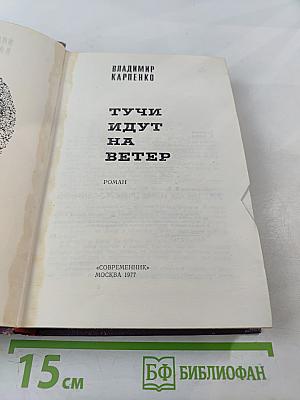 ВЛАДИМИР
КАРПЕНКО
ТУЧИ
ИДУТ
НА
ВЕТЕР
РОМАН
«СОВРЕМЕННИК»
МОСКВА 1977
15 см
БФ БИБЛИОФАН